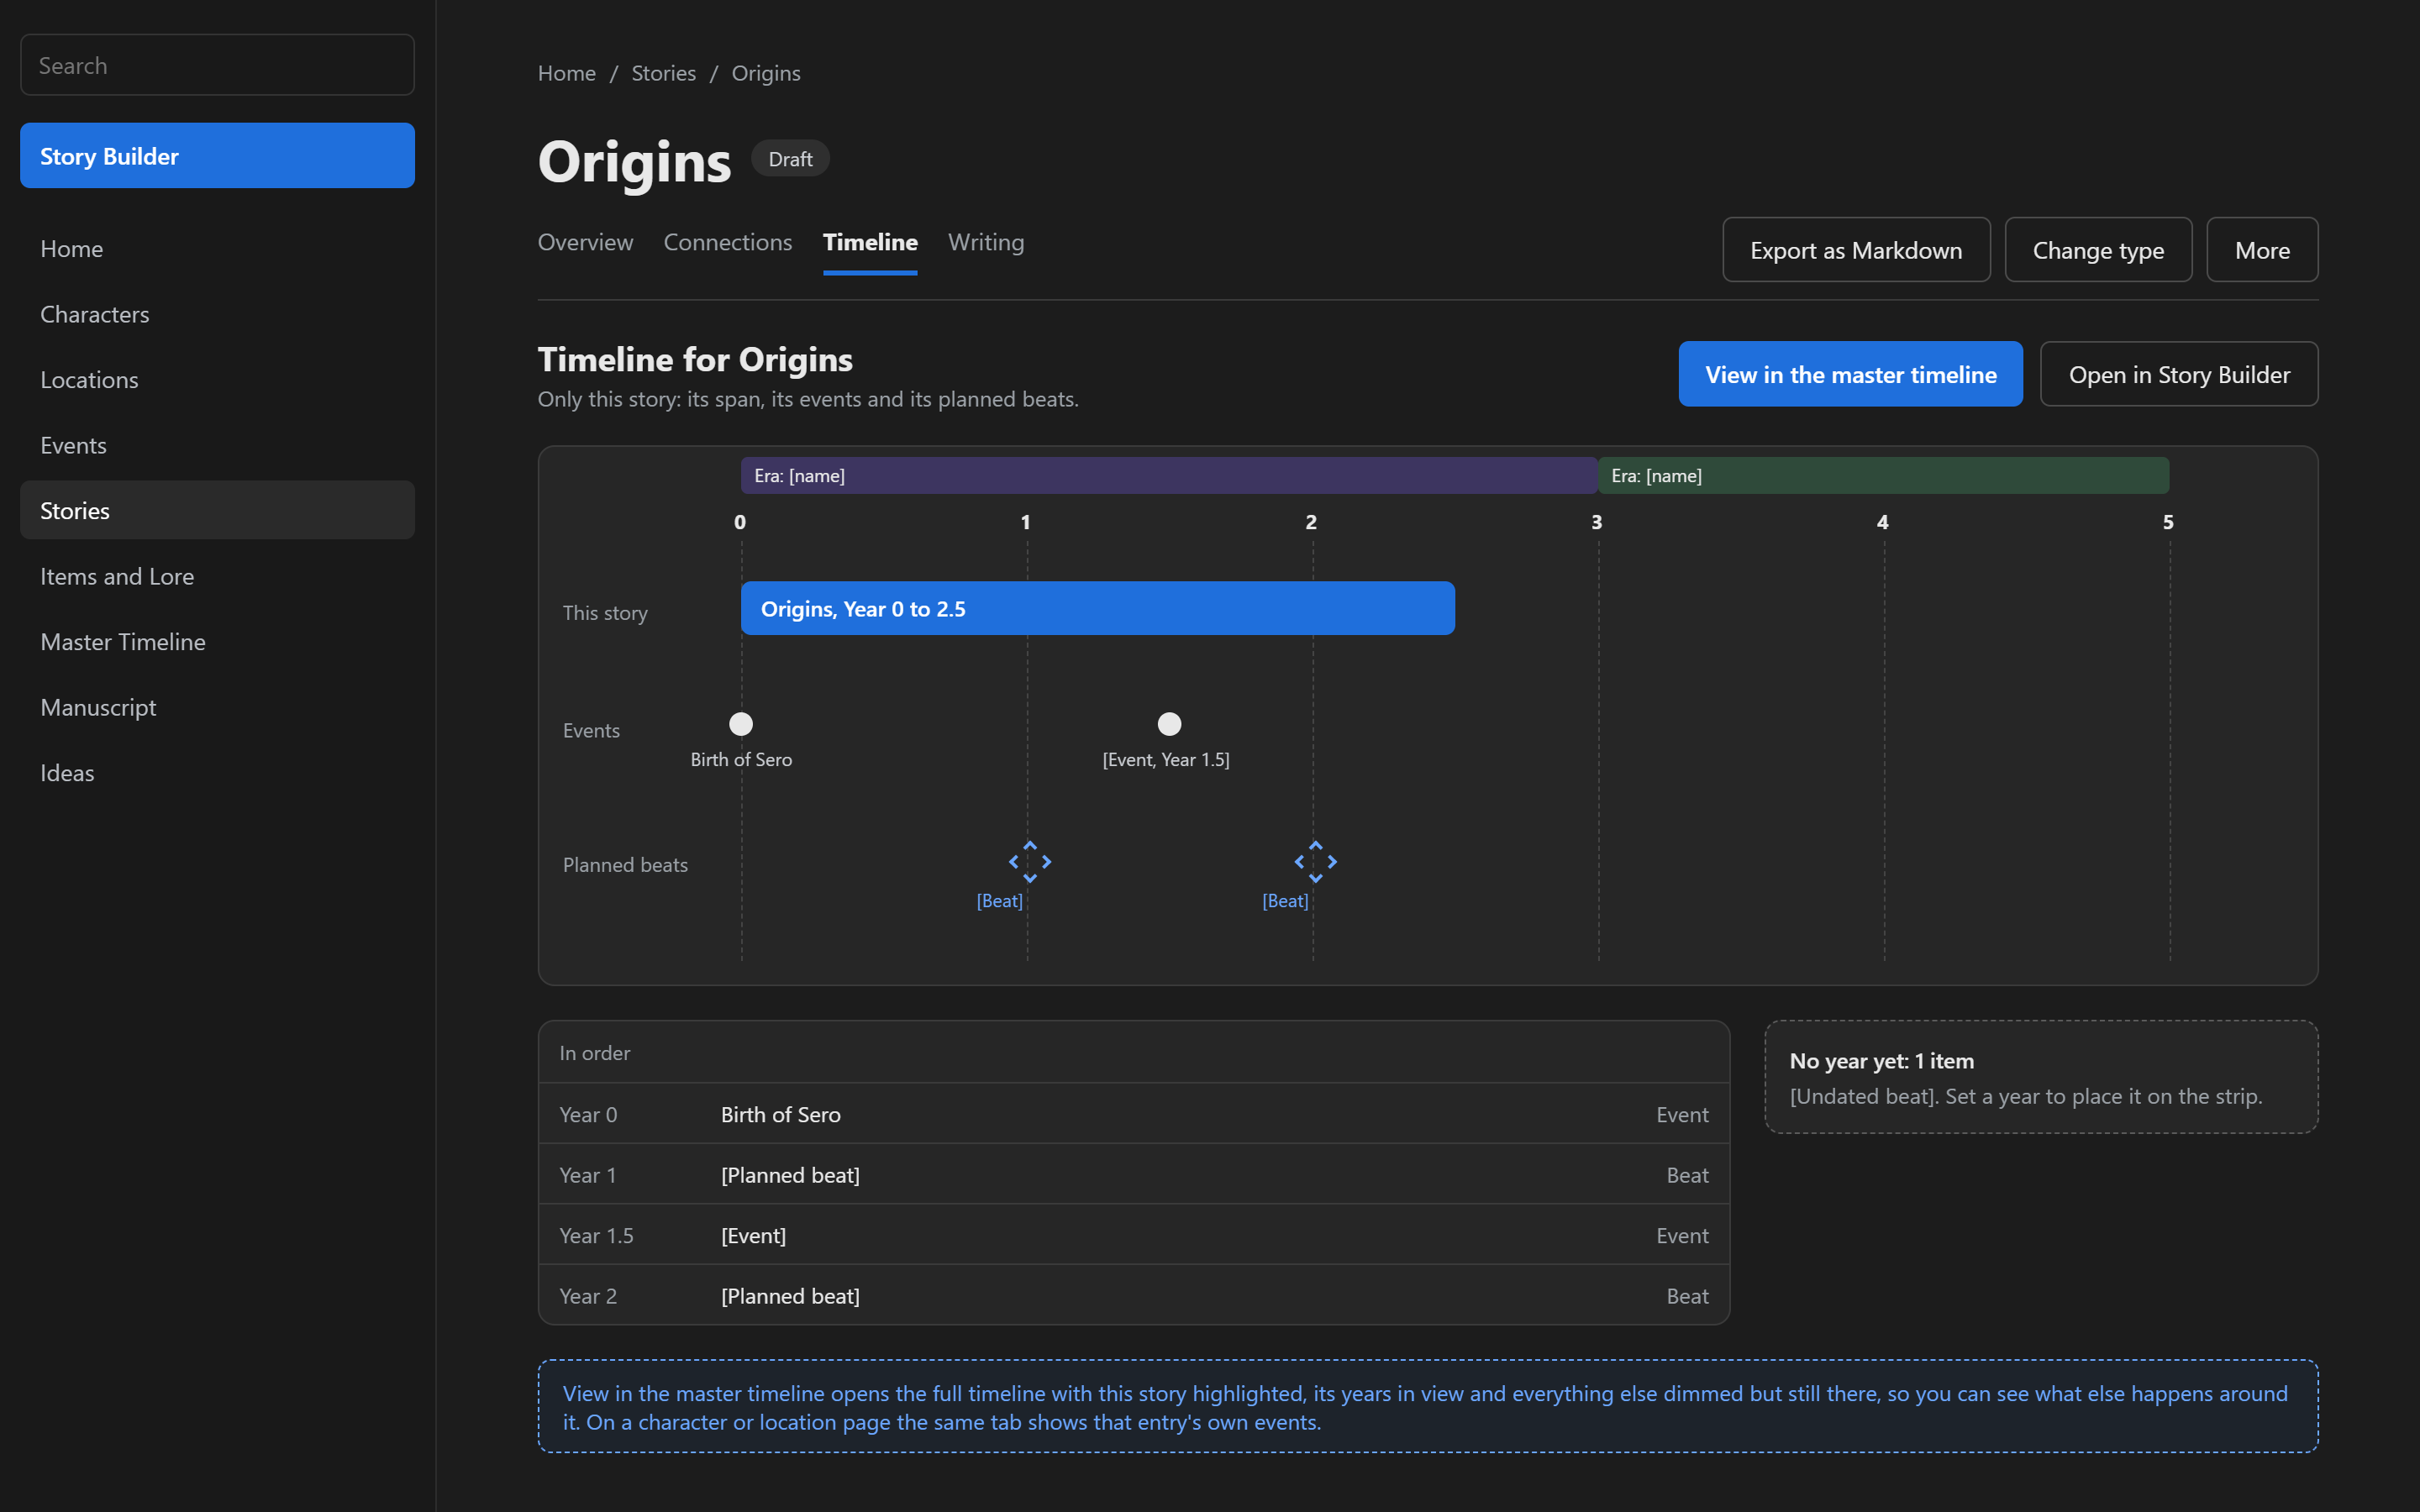 Search
Story Builder
Home
Characters
Locations
Events
Stories
Items and Lore
Master Timeline
Manuscript
Ideas
Home / Stories / Origins
Origins Draft
Overview Connections Timeline Writing
Export as Markdown Change type More
Timeline for Origins
Only this story: its span, its events and its planned beats.
View in the master timeline Open in Story Builder
Era: [name] Era: [name]
0 1 2 3 4 5
This story Origins, Year 0 to 2.5
Events
Birth of Sero [Event, Year 1.5]
Planned beats
[Beat] [Beat]
In order
Year 0 Birth of Sero Event
Year 1 [Planned beat] Beat
Year 1.5 [Event] Event
Year 2 [Planned beat] Beat
No year yet: 1 item
[Undated beat]. Set a year to place it on the strip.
View in the master timeline opens the full timeline with this story highlighted, its years in view and everything else dimmed but still there, so you can see what else happens around
it. On a character or location page the same tab shows that entry's own events.